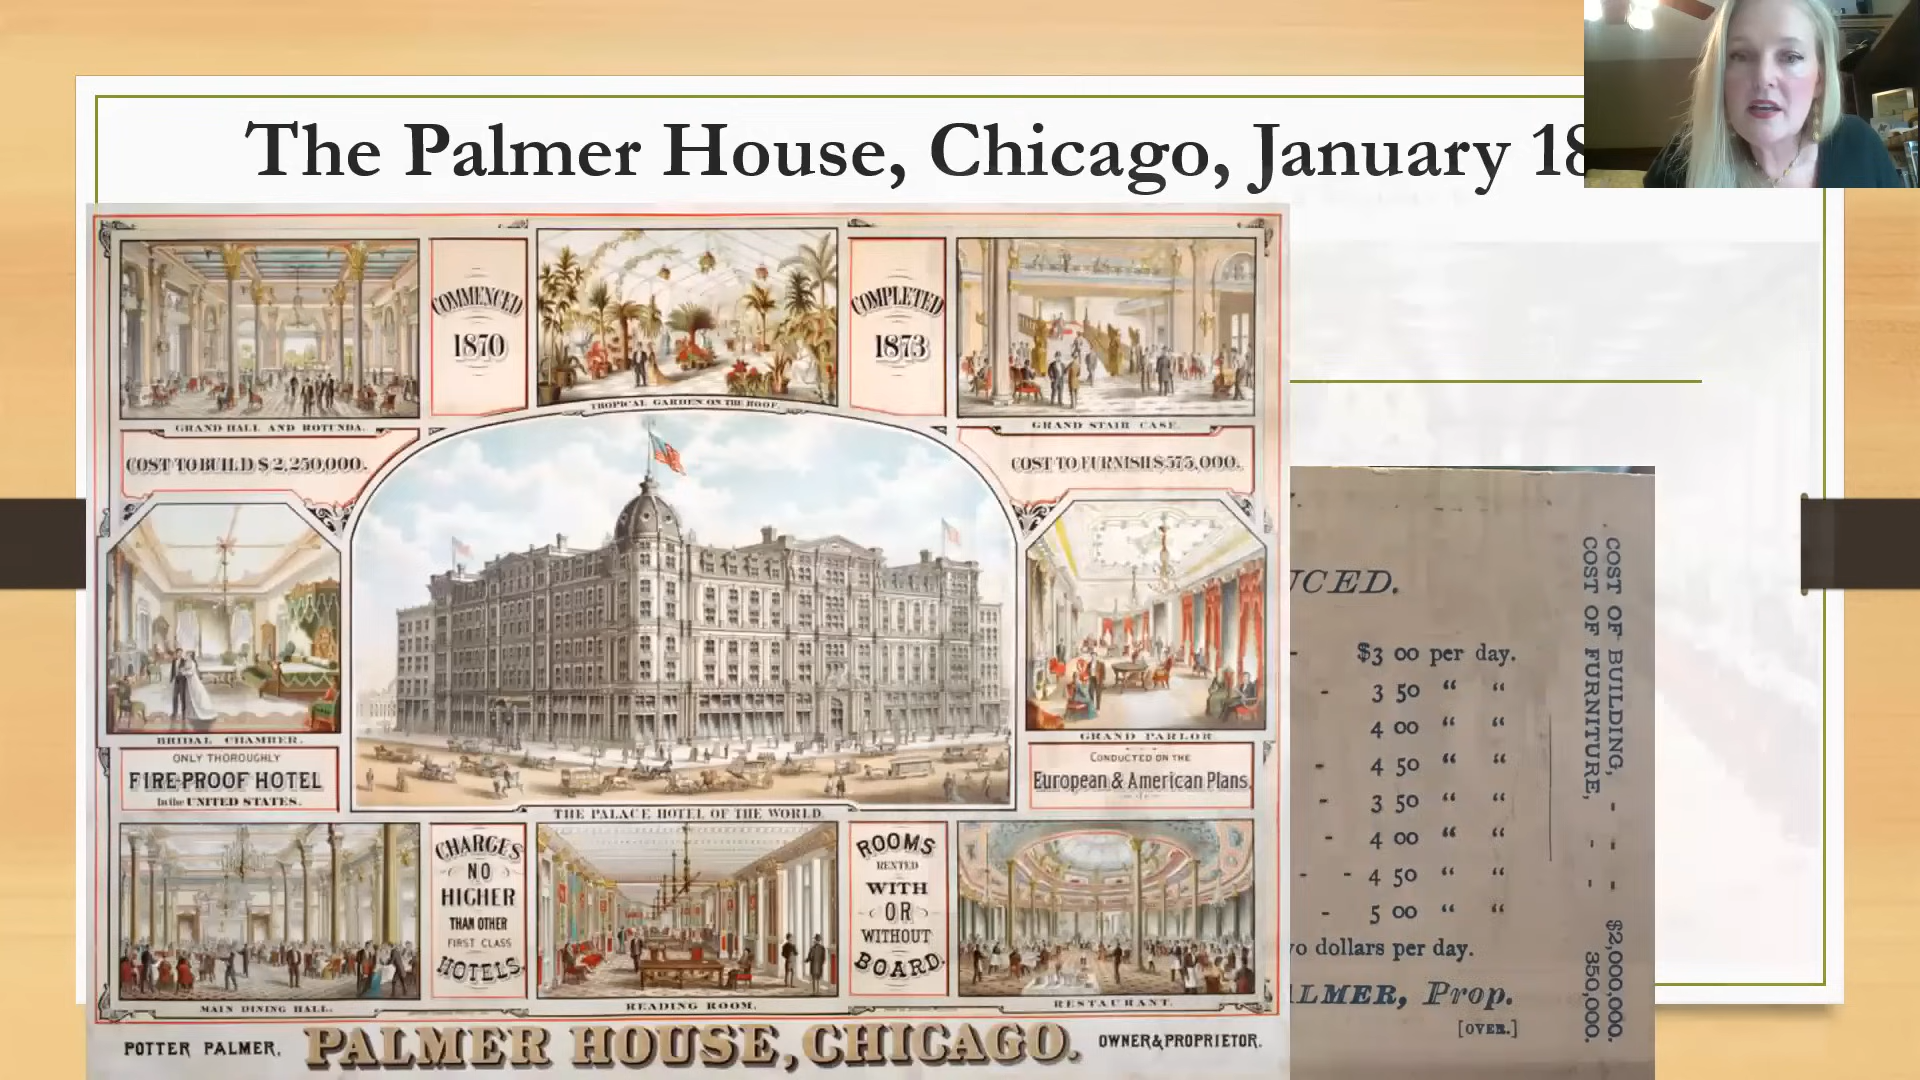 The Palmer House, Chicago, January 18
COMMENCED
1870
COMPLETED
1873
TROPICAL GARDEN ON THE ROOF.
GRAND HALL AND ROTUNDA.
GRAND STAIR CASE.
COST TO BUILD $2,250,000.
COST TO FURNISH $575,000.
BRIDAL CHAMBER.
GRAND PARLOR
ONLY THOROUGHLY
FIRE-PROOF HOTEL
In the UNITED STATES.
CONDUCTED ON THE
European & American Plans.
THE PALACE HOTEL OF THE WORLD.
CHARGES
NO
HIGHER
THAN OTHER
FIRST CLASS
HOTELS.
ROOMS
RENTED
WITH
OR
WITHOUT
BOARD.
MAIN DINING HALL.
READING ROOM.
RESTAURANT.
POTTER PALMER,
PALMER HOUSE, CHICAGO.
OWNER & PROPRIETOR.
UCED.
- $3 00 per day.
- 3 50 “ “
4 00 “ “
- 4 50 “ “
- 3 50 “ “
- 4 00 “ “
- - 4 50 “ “
- 5 00 “ “
vo dollars per day.
ALMER, Prop.
[OVER.]
COST OF BUILDING, - - - $2,000,000.
COST OF FURNITURE, - - 350,000.